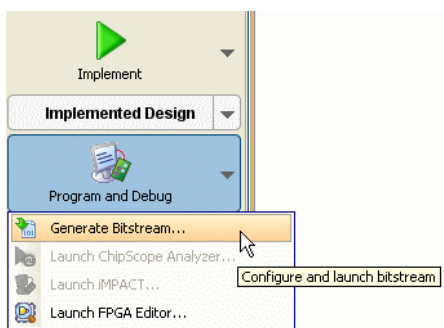 Implement
Implemented Design
Program and Debug
Generate Bitstream...
Launch ChipScope Analyzer...
Configure and launch bitstream
Launch iMPACT...
Launch FPGA Editor...